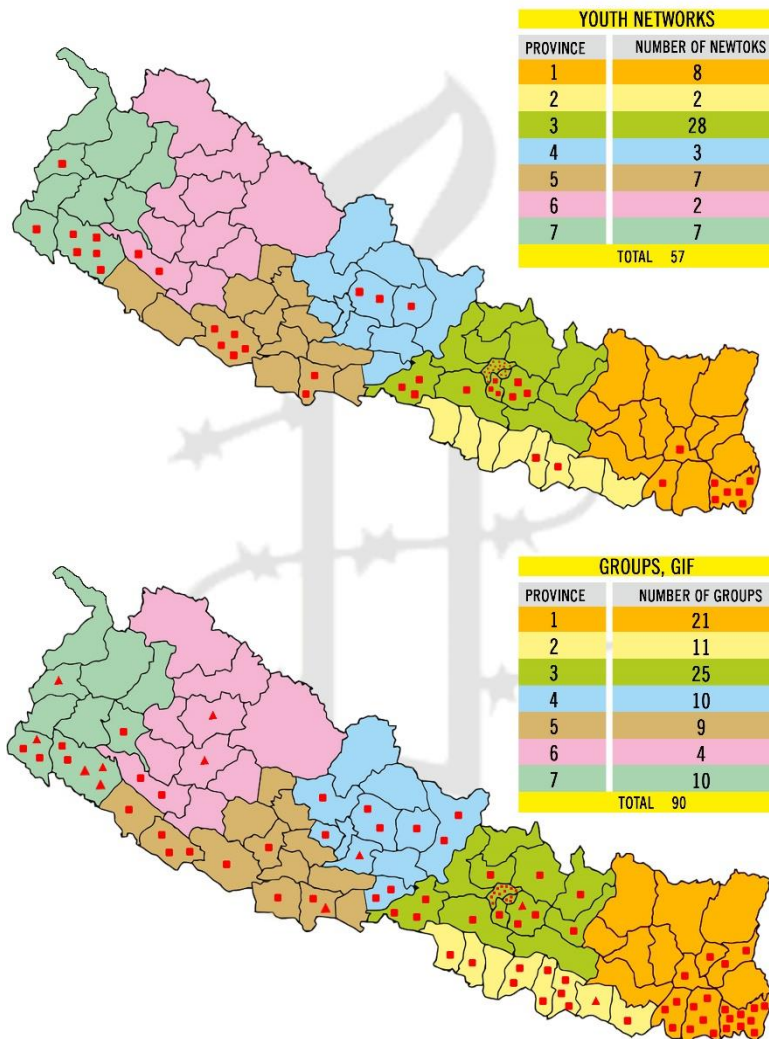 YOUTH NETWORKS
PROVINCE NUMBER OF NEWTOKS
1 8
2 2
3 28
4 3
5 7
6 2
7 7
TOTAL 57
GROUPS, GIF
PROVINCE NUMBER OF GROUPS
1 21
2 11
3 25
4 10
5 9
6 4
7 10
TOTAL 90